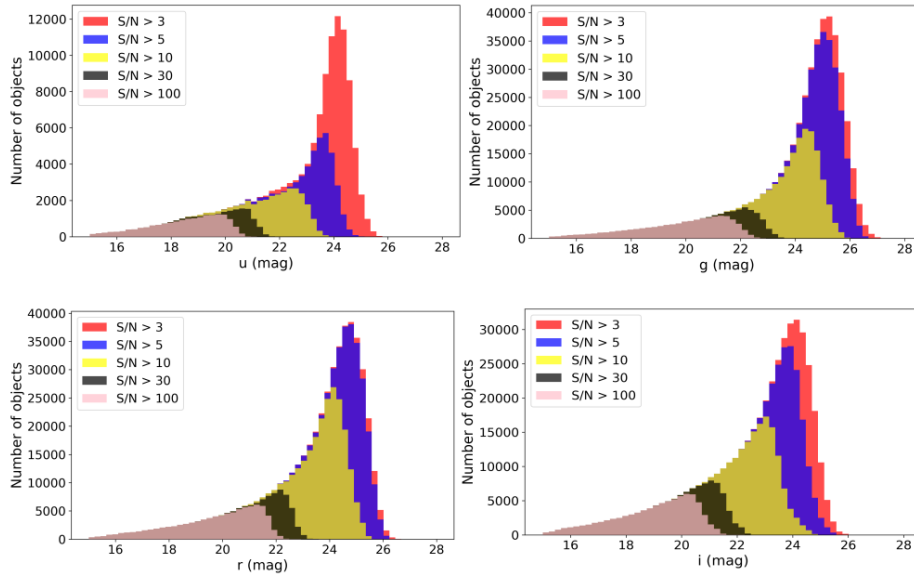 12000
10000
8000
6000
4000
2000
0
Number of objects
S/N > 3
S/N > 5
S/N > 10
S/N > 30
S/N > 100
16 18 20 22 24 26 28
u (mag)
40000
35000
30000
25000
20000
15000
10000
5000
0
Number of objects
S/N > 3
S/N > 5
S/N > 10
S/N > 30
S/N > 100
16 18 20 22 24 26 28
g (mag)
40000
35000
30000
25000
20000
15000
10000
5000
0
Number of objects
S/N > 3
S/N > 5
S/N > 10
S/N > 30
S/N > 100
16 18 20 22 24 26 28
r (mag)
30000
25000
20000
15000
10000
5000
0
Number of objects
S/N > 3
S/N > 5
S/N > 10
S/N > 30
S/N > 100
16 18 20 22 24 26 28
i (mag)